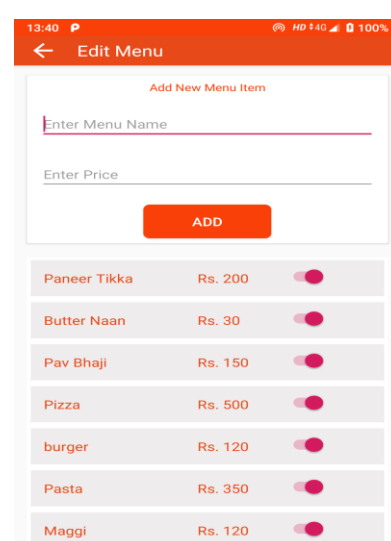 13:40 P HD 4G 100%
Edit Menu
Add New Menu Item
Enter Menu Name
Enter Price
ADD
Paneer Tikka Rs. 200
Butter Naan Rs. 30
Pav Bhaji Rs. 150
Pizza Rs. 500
burger Rs. 120
Pasta Rs. 350
Maggi Rs. 120